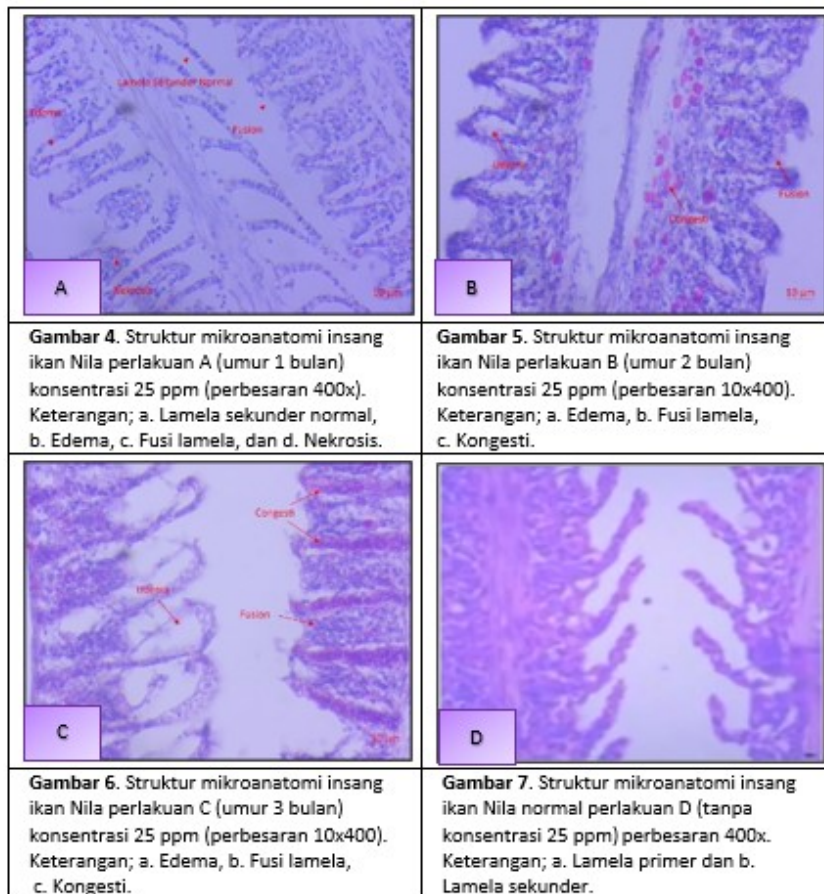 Lamela Sekunder Normal
Edema
Fusion
Nekrosis
A
Congesti
Fusion
B
Gambar 4. Struktur mikroanatomi insang
ikan Nila perlakuan A (umur 1 bulan)
konsentrasi 25 ppm (perbesaran 400x).
Keterangan; a. Lamela sekunder normal,
b. Edema, c. Fusi lamela, dan d. Nekrosis.
Gambar 5. Struktur mikroanatomi insang
ikan Nila perlakuan B (umur 2 bulan)
konsentrasi 25 ppm (perbesaran 10x400).
Keterangan; a. Edema, b. Fusi lamela,
c. Kongesti.
Congesti
Fusion
C
D
Gambar 6. Struktur mikroanatomi insang
ikan Nila perlakuan C (umur 3 bulan)
konsentrasi 25 ppm (perbesaran 10x400).
Keterangan; a. Edema, b. Fusi lamela,
c. Kongesti.
Gambar 7. Struktur mikroanatomi insang
ikan Nila normal perlakuan D (tanpa
konsentrasi 25 ppm) perbesaran 400x.
Keterangan; a. Lamela primer dan b.
Lamela sekunder.